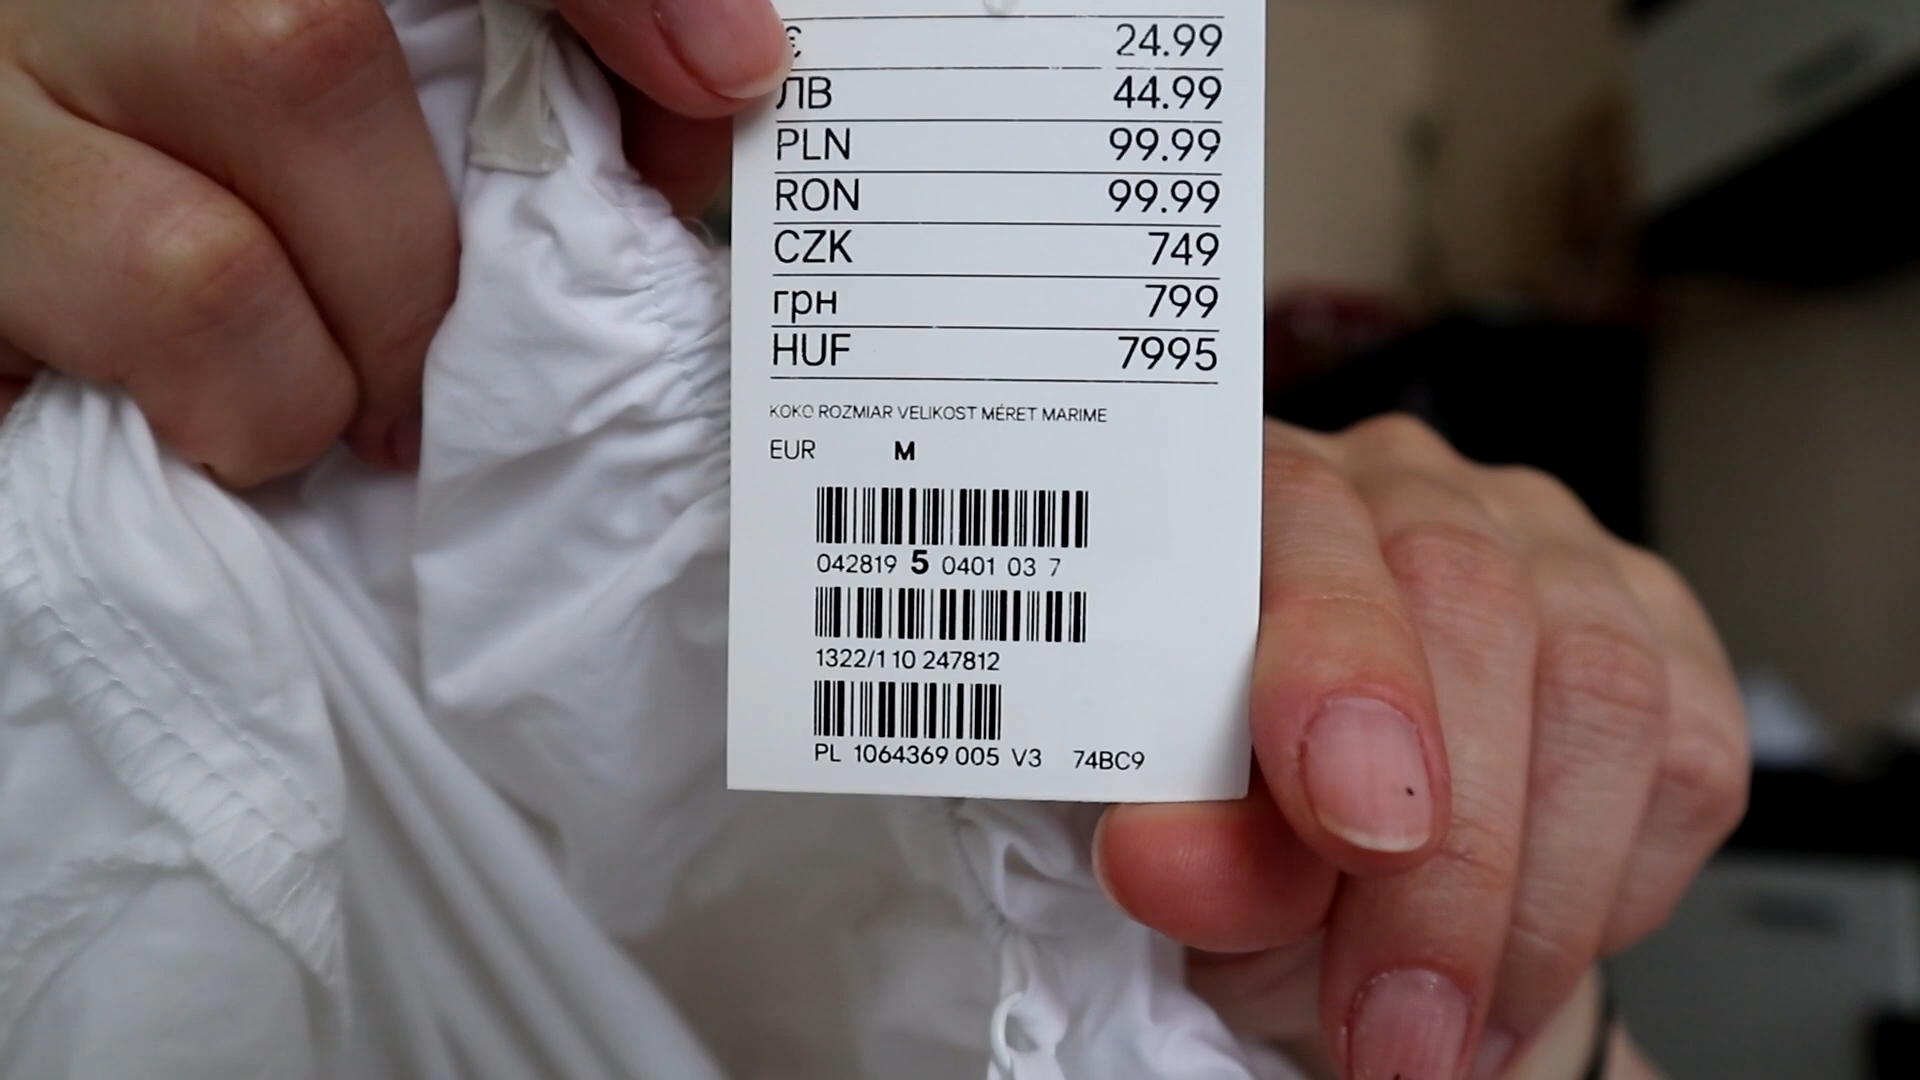 € 24.99
ЛВ 44.99
PLN 99.99
RON 99.99
CZK 749
грн 799
HUF 7995
KOKO ROZMIAR VELIKOST MÉRET MARIME
EUR M
042819 5 0401 03 7
1322/1 10 247812
PL 1064369 005 V3 74BC9